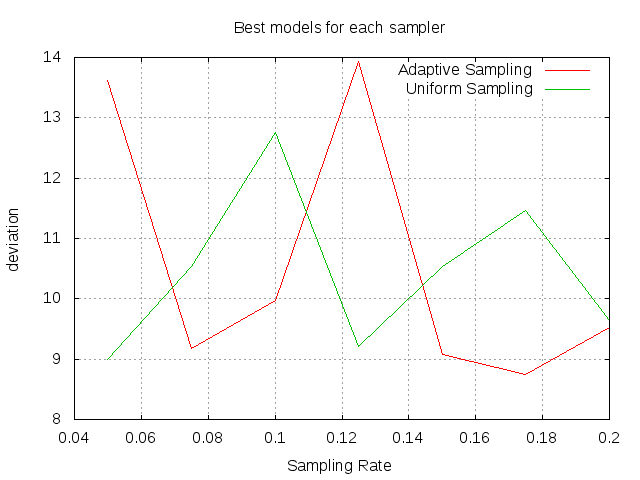 Best models for each sampler
Adaptive Sampling
Uniform Sampling
14
13
12
11
10
9
8
deviation
0.04 0.06 0.08 0.1 0.12 0.14 0.16 0.18 0.2
Sampling Rate